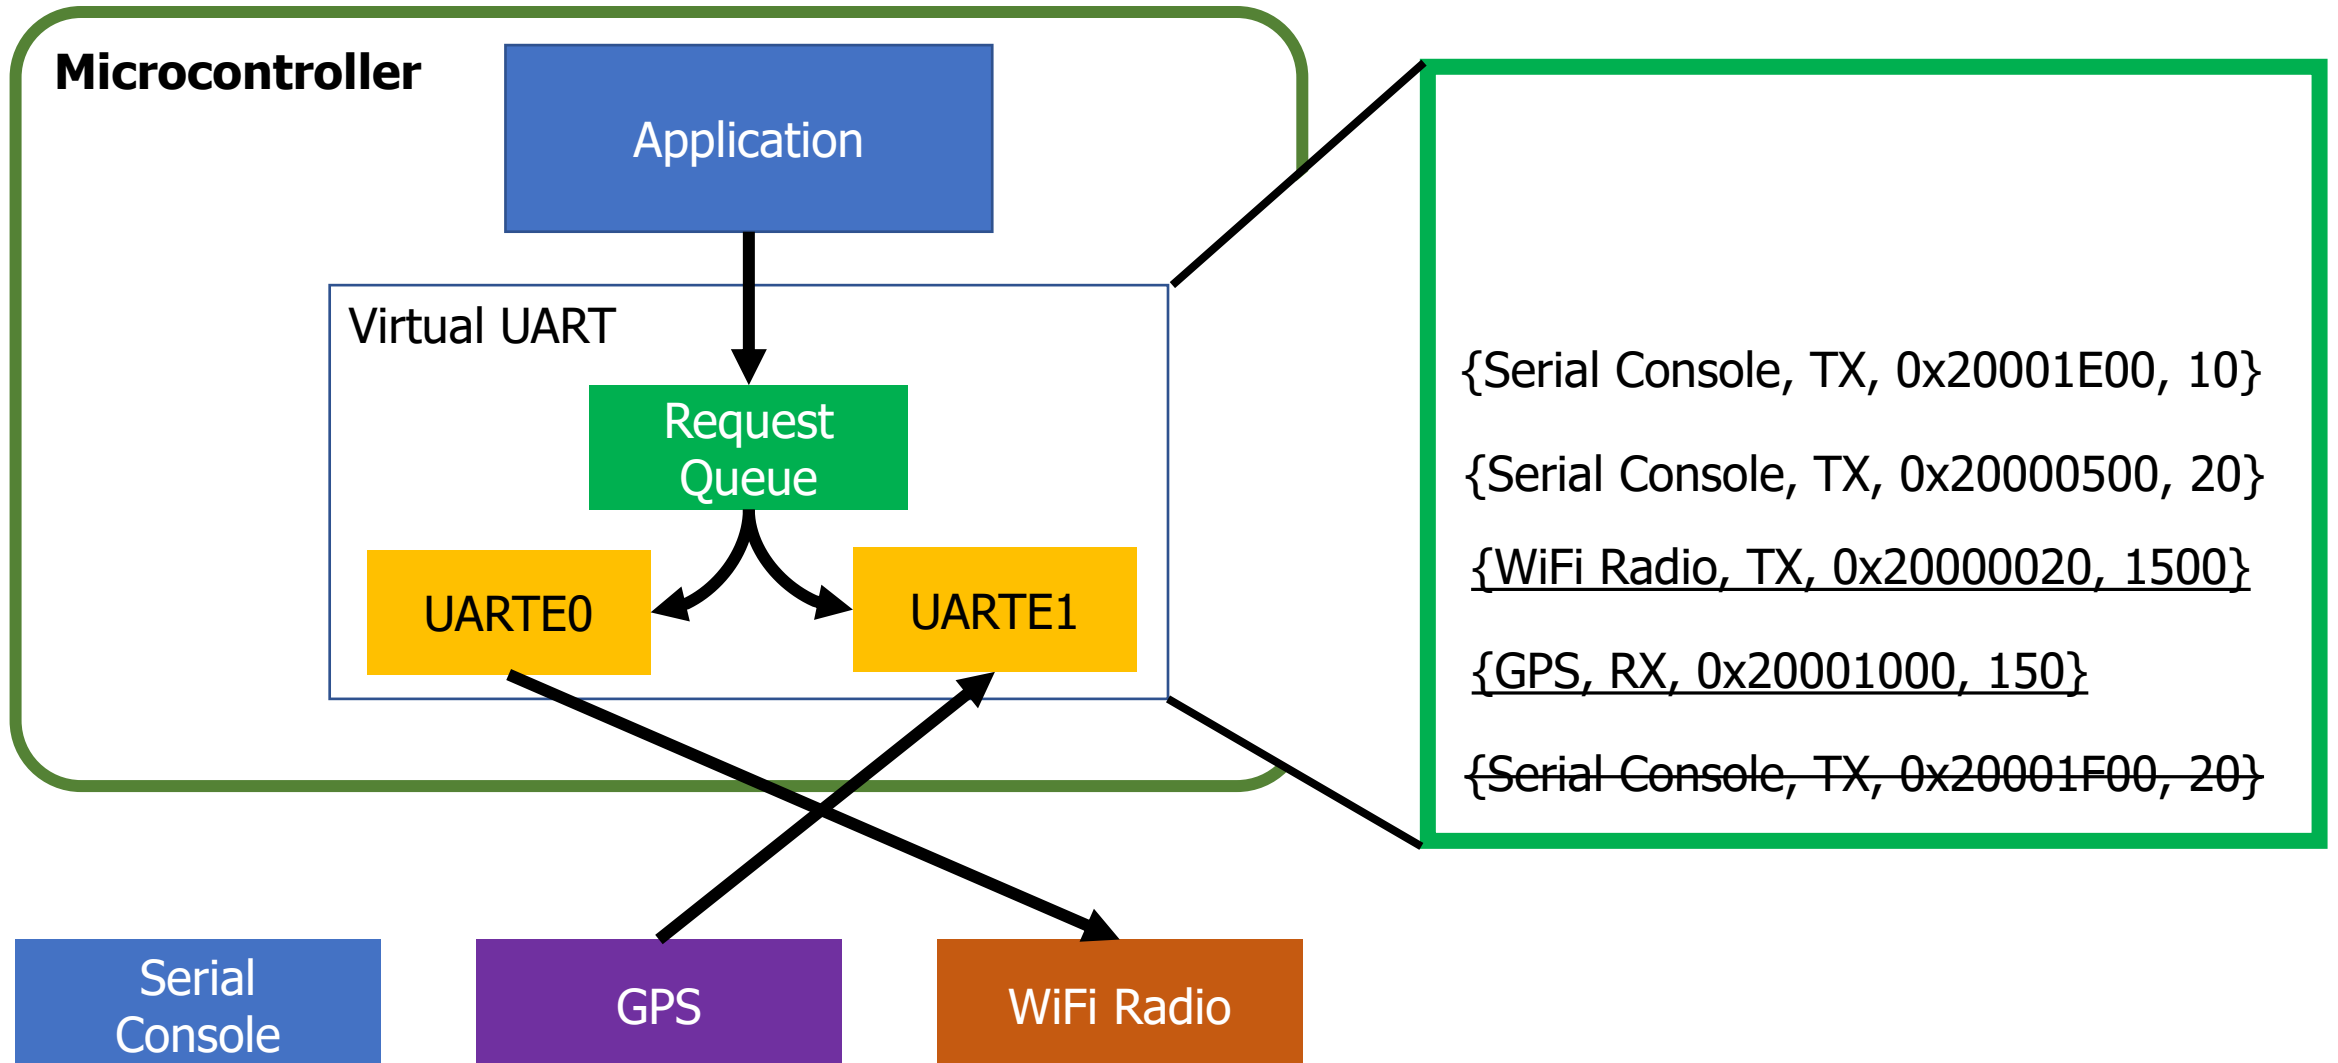 Microcontroller
Application
Virtual UART
Request
Queue
UARTE0
UARTE1
{Serial Console, TX, 0x20001E00, 10}
{Serial Console, TX, 0x20000500, 20}
{WiFi Radio, TX, 0x20000020, 1500}
{GPS, RX, 0x20001000, 150}
{Serial Console, TX, 0x20001F00, 20}
Serial
Console
GPS
WiFi Radio